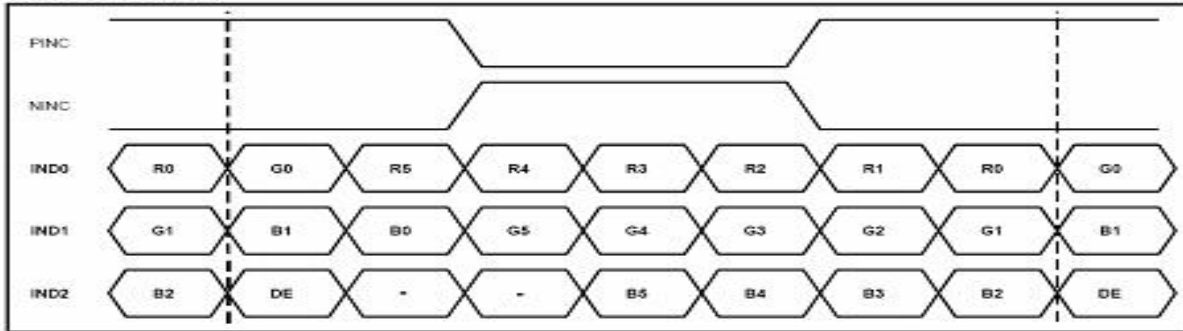 PINC
NINC
IND0 R0 G0 R5 R4 R3 R2 R1 R0 G0
IND1 G1 B1 B0 G5 G4 G3 G2 G1 B1
IND2 B2 DE - - B5 B4 B3 B2 DE